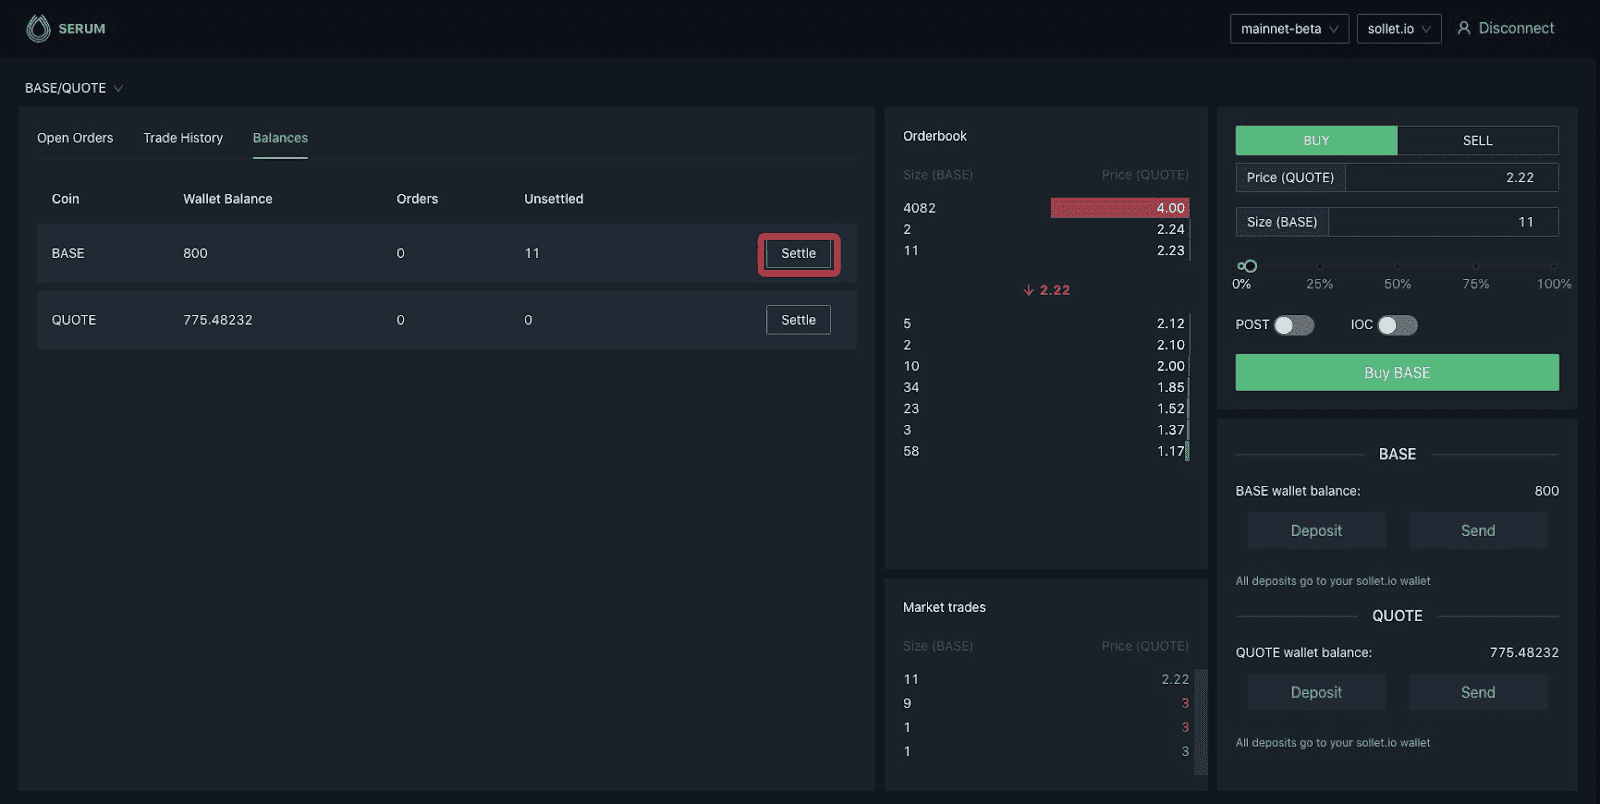 SERUM
mainnet-beta
sollet.io
Disconnect
BASE/QUOTE
Open Orders Trade History Balances
Coin Wallet Balance Orders Unsettled
BASE 800 0 11 Settle
QUOTE 775.48232 0 0 Settle
Orderbook
Size (BASE) Price (QUOTE)
4082 4.00
2 2.24
11 2.23
↓ 2.22
5 2.12
2 2.10
10 2.00
34 1.85
23 1.52
3 1.37
58 1.17
Market trades
Size (BASE) Price (QUOTE)
11 2.22
9 3
1 3
1 3
BUY SELL
Price (QUOTE) 2.22
Size (BASE) 11
0% 25% 50% 75% 100%
POST IOC
Buy BASE
BASE
BASE wallet balance: 800
Deposit Send
All deposits go to your sollet.io wallet
QUOTE
QUOTE wallet balance: 775.48232
Deposit Send
All deposits go to your sollet.io wallet